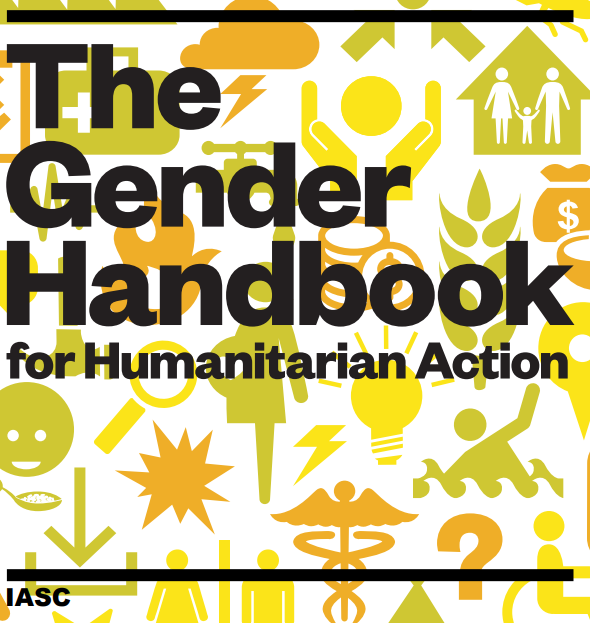 The
Gender
Handbook
for Humanitarian Action
$
?
IASC